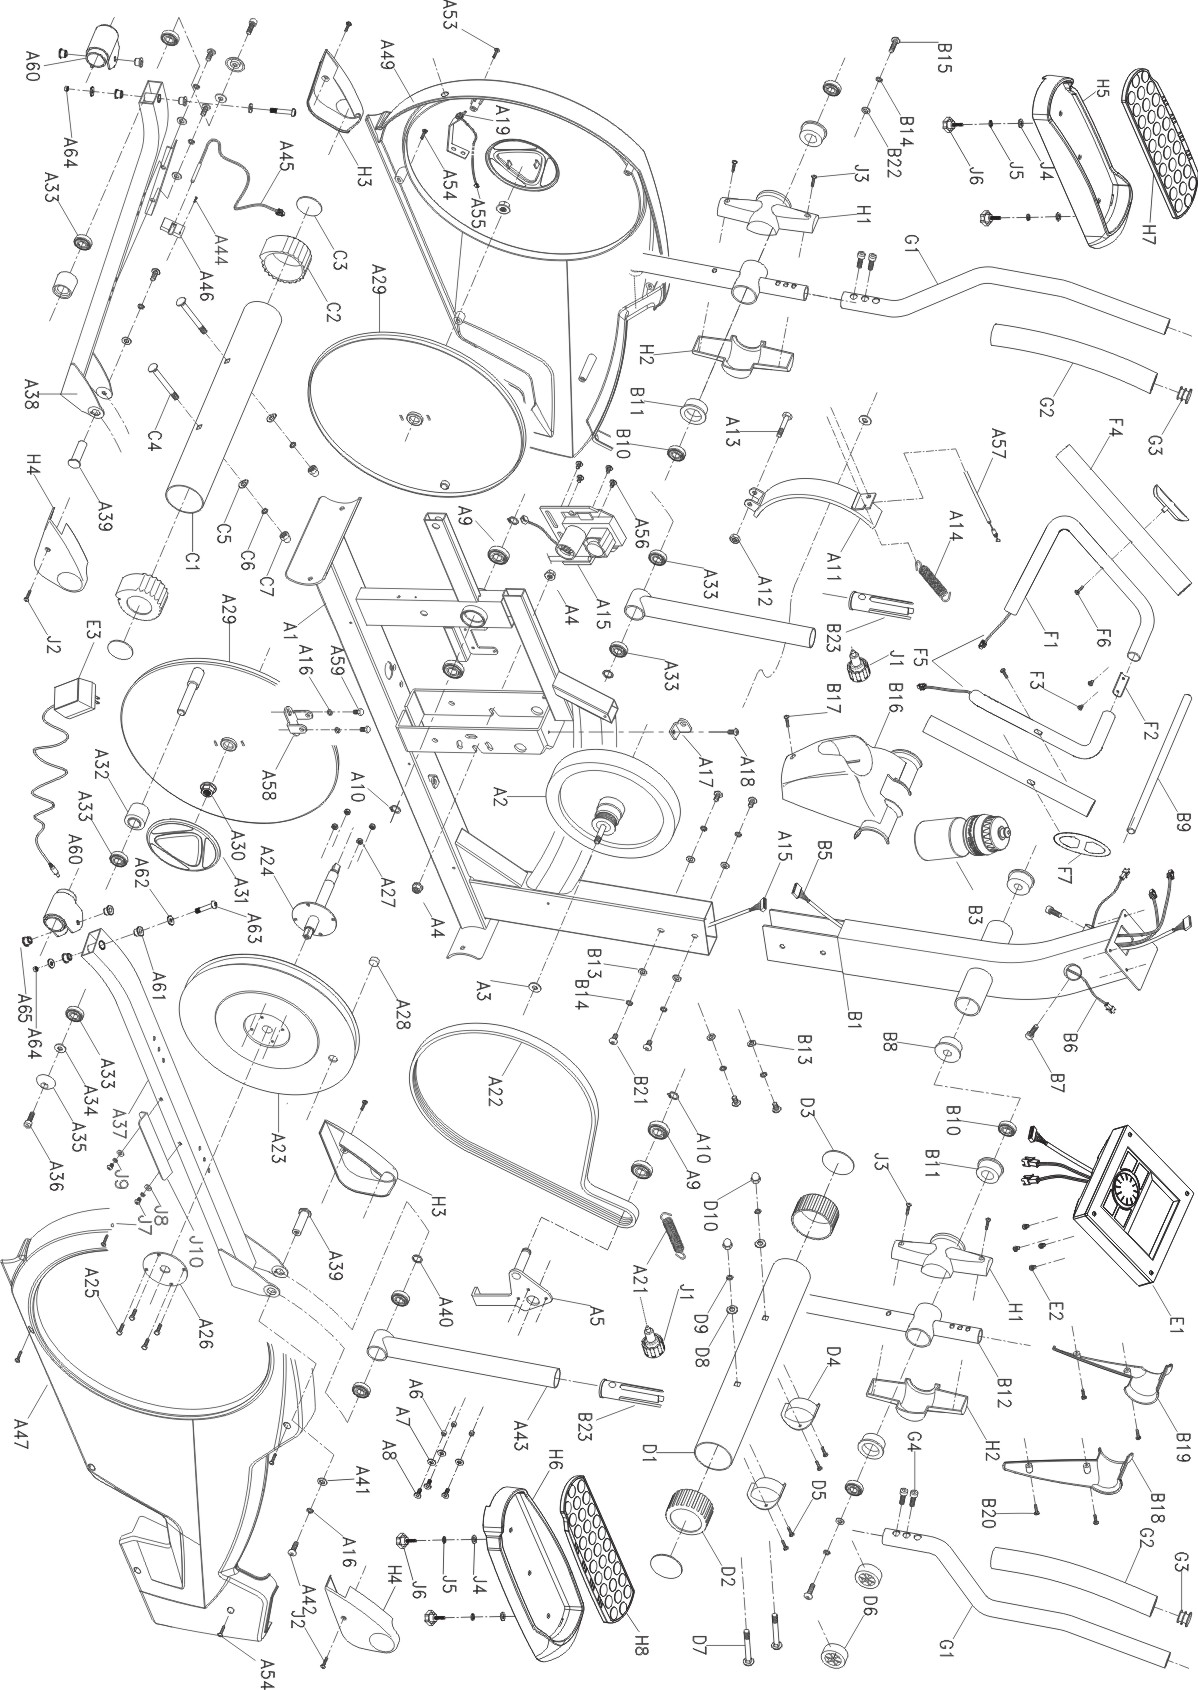 A53
A60
A49
B15
H5
A64
A45
A19
B14
B22
J6
J5
J4
A33
H3
A54
A55
J3
H1
H7
A44
A46
C3
C2
A29
G1
A38
C4
H2
B11
G2
G3
A39
H4
C1
C5
C6
C7
B10
A13
A57
F4
A9
A56
A14
A11
J2
A29
A1
A15
A4
A33
A12
B23
F1
F6
E3
A16
A59
A33
J1
F5
F3
F2
A58
A10
A2
A17
A18
B17
B16
B9
A32
A33
A30
A31
A24
A27
A4
A15
B5
B3
F7
A60
A62
A63
A61
A3
B13
B14
B1
B6
B7
A65
A64
A28
A22
B21
B13
B8
A33
A34
A35
A36
A37
A23
A10
A9
D3
B10
B11
J9
J8
J7
J10
H3
D10
J3
A25
A26
A39
A40
A5
A21
J1
D9
D8
H1
E2
E1
A47
A6
A7
A8
A43
B23
D1
D4
B12
H2
B19
A41
A16
A42
H6
D5
G4
B20
B18
H4
J2
J6
J5
J4
D2
D6
G2
G3
A54
H8
D7
G1